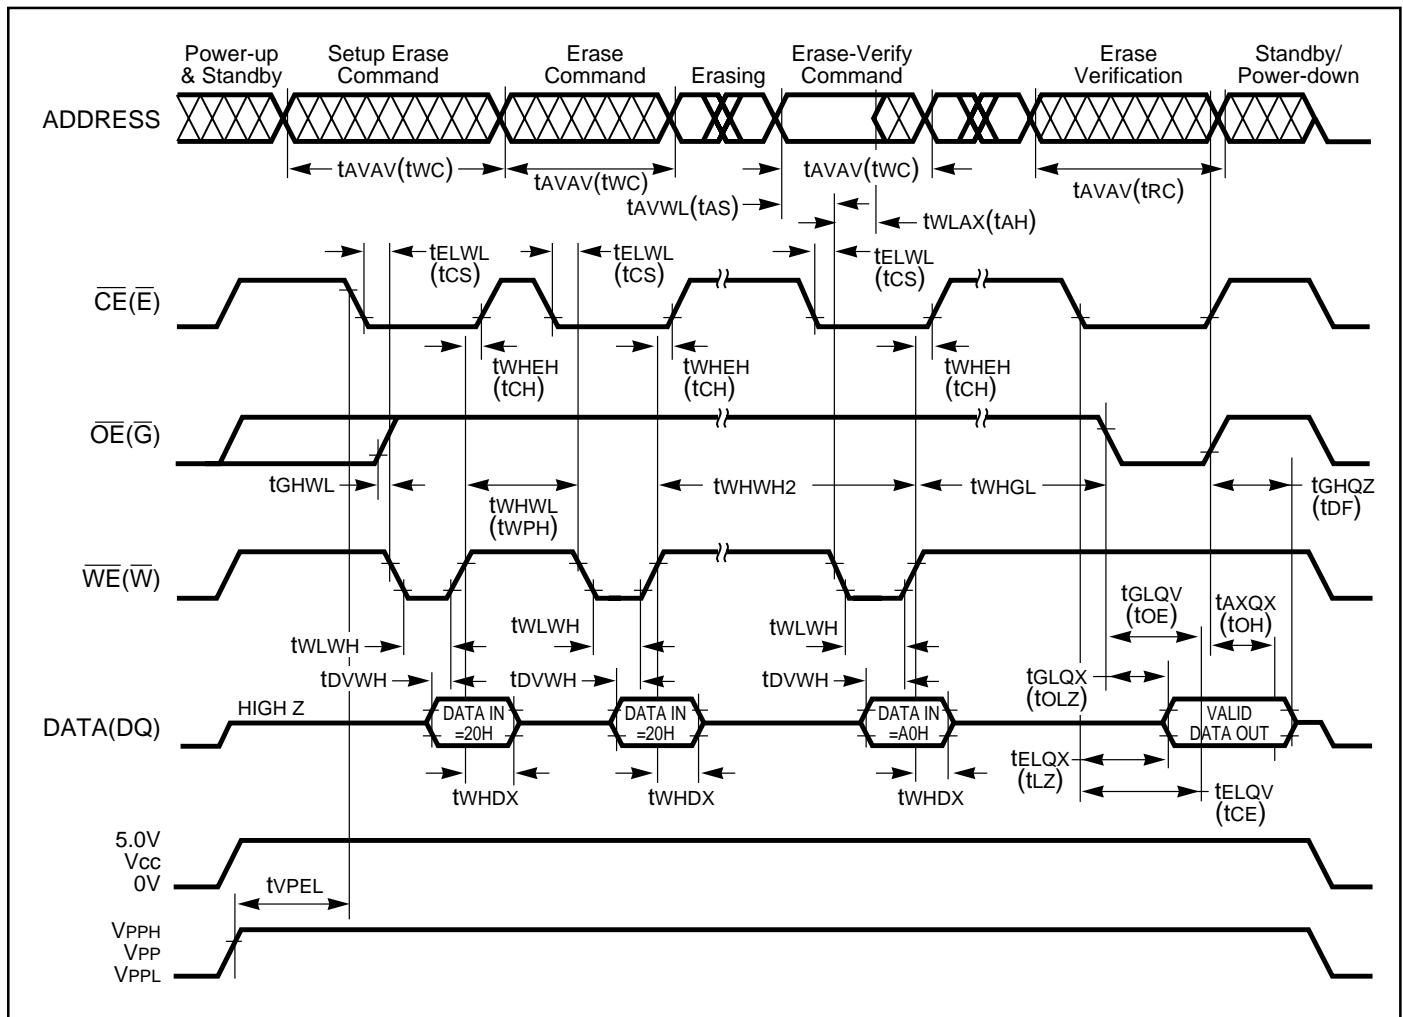 Power-up
& Standby
Setup Erase
Command
Erase
Command
Erasing
Erase-Verify
Command
Erase
Verification
Standby/
Power-down
ADDRESS
tAVAV(tWC)
tAVAV(tWC)
tAVAV(tWC)
tAVAV(tRC)
tAVWL(tAS)
tWLAX(tAH)
tELWL
(tCS)
tELWL
(tCS)
tELWL
(tCS)
CE(E)
tWHEH
(tCH)
tWHEH
(tCH)
tWHEH
(tCH)
OE(G)
tGHWL
tWHWL
(tWPH)
tWHWH2
tWHGL
tGHQZ
(tDF)
WE(W)
tWLWH
tWLWH
tWLWH
tGLQV
(tOE)
tAXQX
(tOH)
tDVWH
tDVWH
tDVWH
tGLQX
(tOLZ)
DATA(DQ)
HIGH Z
DATA IN
=20H
DATA IN
=20H
DATA IN
=A0H
VALID
DATA OUT
tWHDX
tWHDX
tWHDX
tELQX
(tLZ)
tELQV
(tCE)
5.0V
Vcc
0V
tVPEL
VPPH
VPP
VPPL